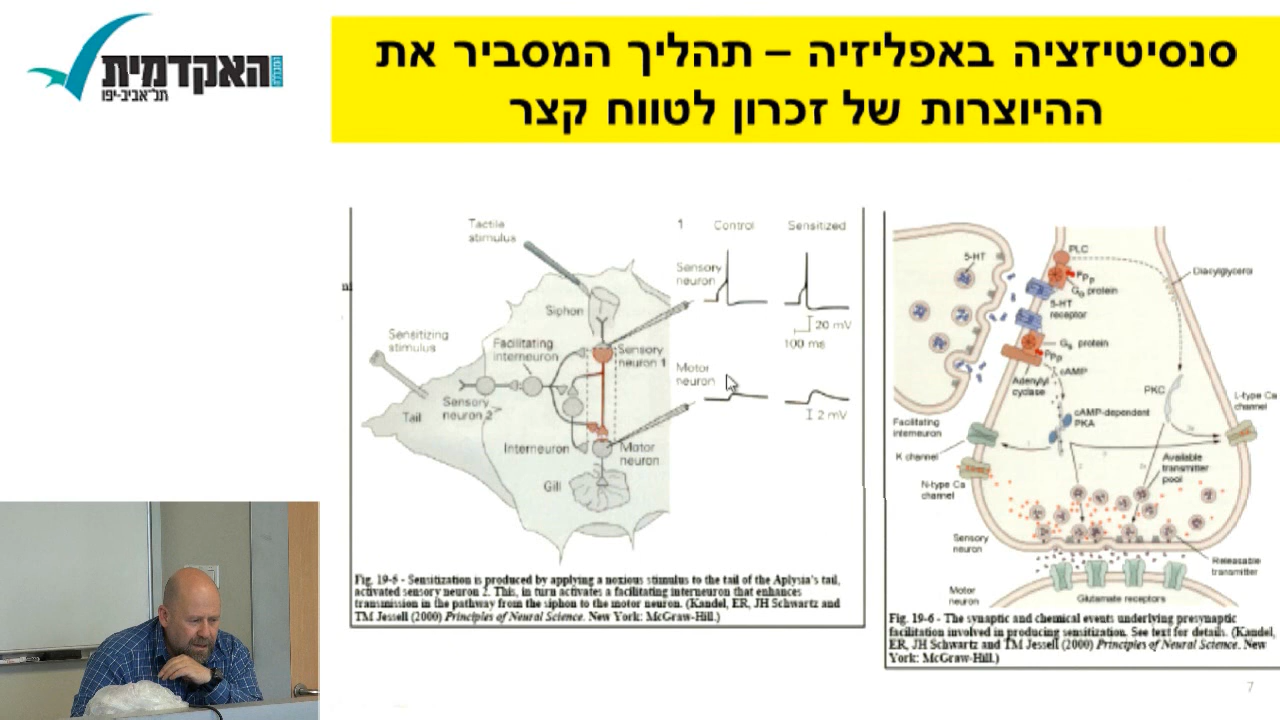 האקדמית
תל־אביב-יפו
סנסיטיזציה באפליזיה – תהליך המסביר את
ההיוצרות של זכרון לטווח קצר
Tactile
stimulus
Siphon
Sensitizing
stimulus
Facilitating
interneuron
Sensory
neuron 1
Tail
Sensory
neuron 2
Interneuron
Motor
neuron
Gill
1 Control Sensitized
Sensory
neuron
20 mV
100 ms
Motor
neuron
2 mV
Fig. 19-5 - Sensitization is produced by applying a noxious stimulus to the tail of the Aplysia's tail,
activated sensory neuron 2. This, in turn activates a facilitating interneuron that enhances
transmission in the pathway from the siphon to the motor neuron. (Kandel, ER, JH Schwartz and
TM Jessell (2000) Principles of Neural Science. New York: McGraw-Hill.)
5-HT
PLC
Diacylglycerol
G₀ protein
5-HT
receptor
Gₛ protein
cAMP
Adenylyl
cyclase
PKC
L-type Ca
channel
cAMP-dependent
PKA
Facilitating
interneuron
K channel
N-type Ca
channel
Available
transmitter
pool
Sensory
neuron
Releasable
transmitter
Motor
neuron
Glutamate receptors
Fig. 19-6 - The synaptic and chemical events underlying presynaptic
facilitation involved in producing sensitization. See text for details. (Kandel,
ER, JH Schwartz and TM Jessell (2000) Principles of Neural Science. New
York: McGraw-Hill.)
7